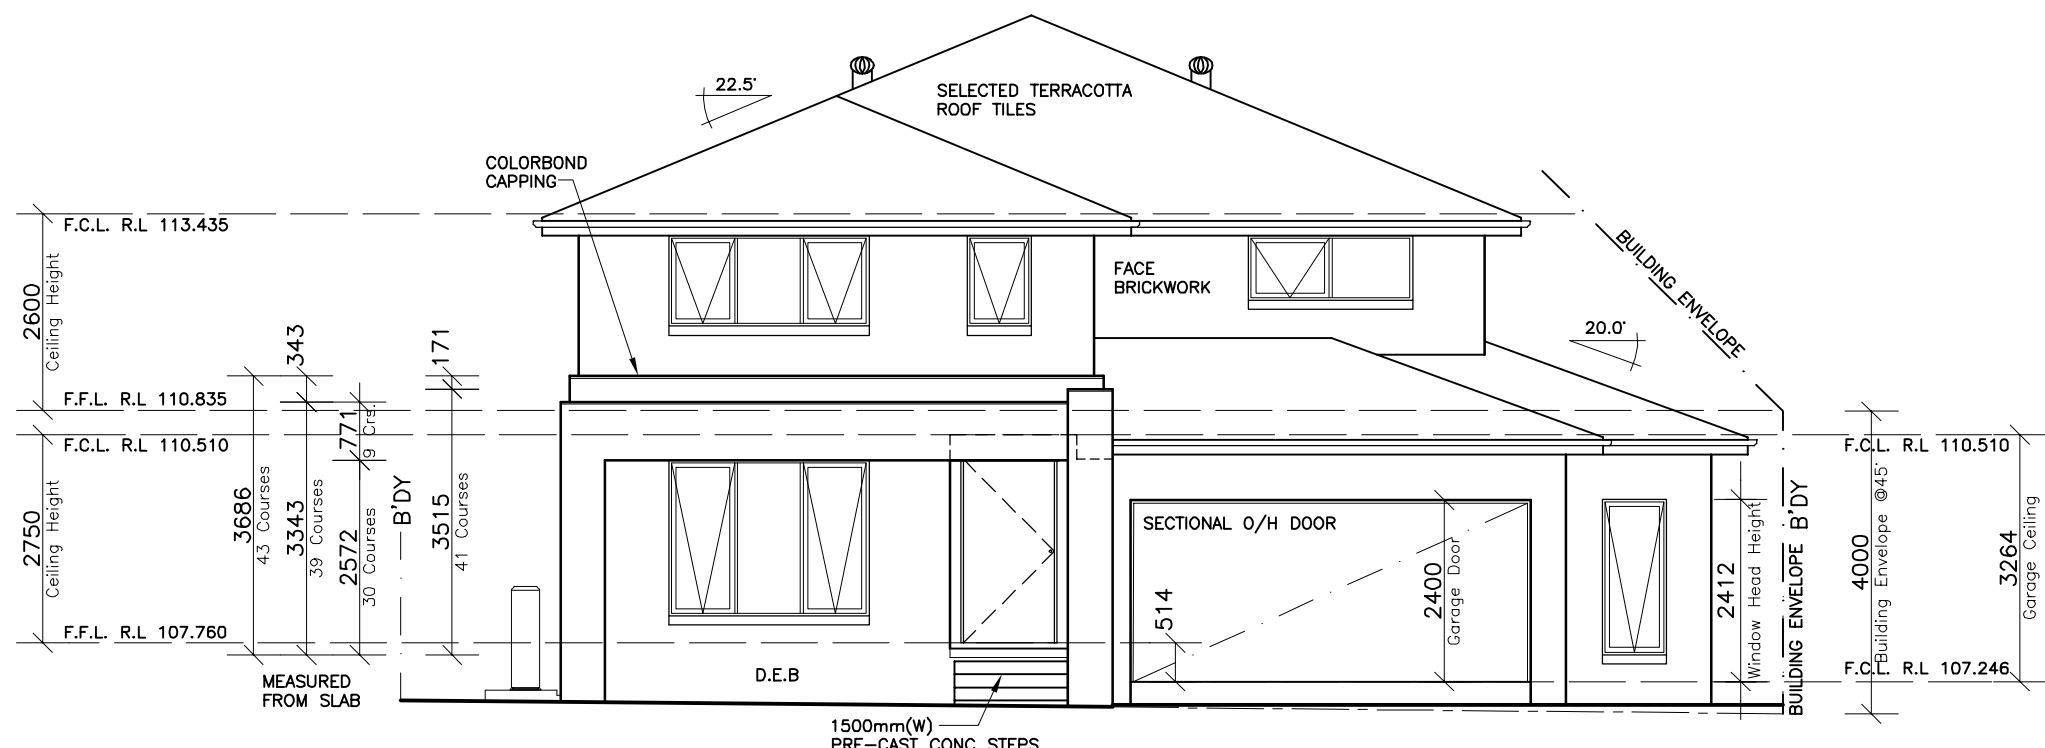 22.5°
SELECTED TERRACOTTA
ROOF TILES
COLORBOND
CAPPING
F.C.L. R.L 113.435
2600
Ceiling Height
343
171
FACE
BRICKWORK
BUILDING ENVELOPE
20.0°
F.F.L. R.L 110.835
F.C.L. R.L 110.510
771
9 Crs.
3686
43 Courses
3343
39 Courses
2572
30 Courses
B'DY
3515
41 Courses
2750
Ceiling Height
F.F.L. R.L 107.760
MEASURED
FROM SLAB
D.E.B
1500mm(W)
PRE-CAST CONC STEPS
SECTIONAL O/H DOOR
514
2400
Garage Door
2412
Window Head Height
B'DY
BUILDING ENVELOPE
F.C.L. R.L 110.510
4000
Building Envelope @45°
3264
Garage Ceiling
F.C.L. R.L 107.246